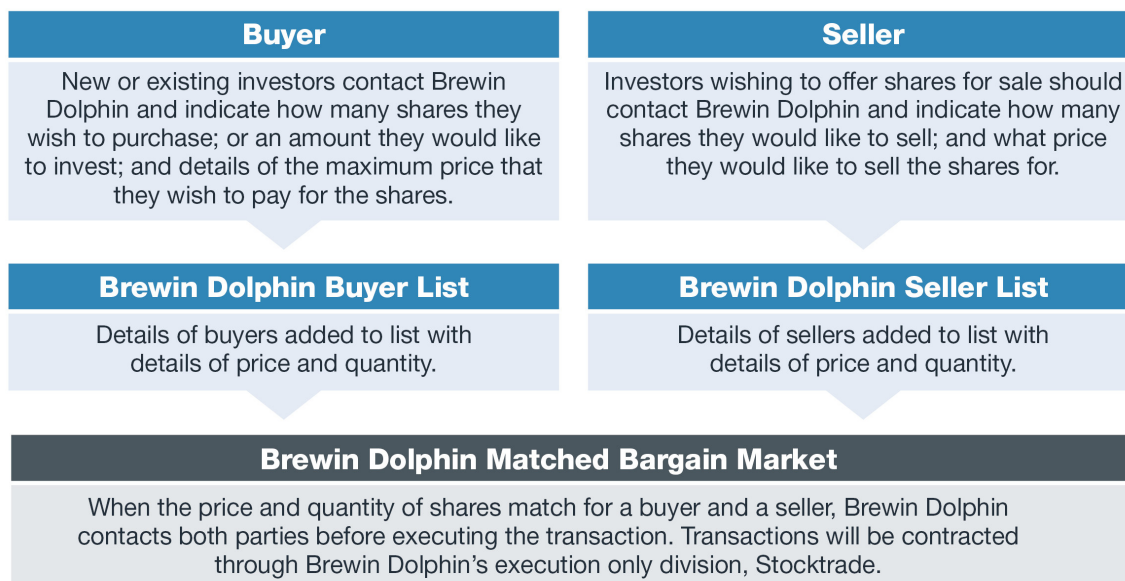 Buyer
New or existing investors contact Brewin
Dolphin and indicate how many shares they
wish to purchase; or an amount they would like
to invest; and details of the maximum price that
they wish to pay for the shares.
Seller
Investors wishing to offer shares for sale should
contact Brewin Dolphin and indicate how many
shares they would like to sell; and what price
they would like to sell the shares for.
Brewin Dolphin Buyer List
Details of buyers added to list with
details of price and quantity.
Brewin Dolphin Seller List
Details of sellers added to list with
details of price and quantity.
Brewin Dolphin Matched Bargain Market
When the price and quantity of shares match for a buyer and a seller, Brewin Dolphin
contacts both parties before executing the transaction. Transactions will be contracted
through Brewin Dolphin’s execution only division, Stocktrade.